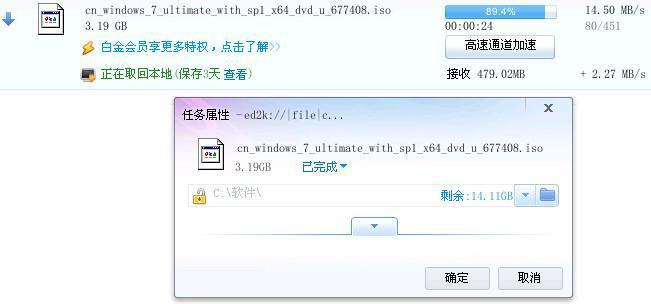 cn_windows_7_ultimate_with_sp1_x64_dvd_u_677408.iso
89.4%
14.50 MB/s
3.19 GB
00:00:24
80/451
白金会员享更多特权，点击了解>>
高速通道加速
正在取回本地(保存3天 查看)
接收 479.02MB
+ 2.27 MB/s
任务属性 -ed2k://|file|c...
cn_windows_7_ultimate_with_sp1_x64_dvd_u_677408.iso
3.19GB
已完成
C:\软件\
剩余:14.11GB
确定
取消